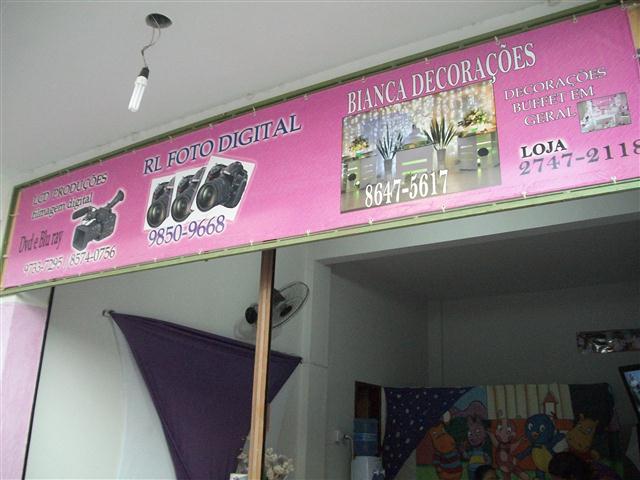 LCD PRODUÇÕES
filmagem digital
Dvd e Blu ray
9733-7295 / 8574-0756
RL FOTO DIGITAL
9850-9668
BIANCA DECORAÇÕES
8647-5617
DECORAÇÕES
BUFFET EM
GERAL
LOJA
2747-2118